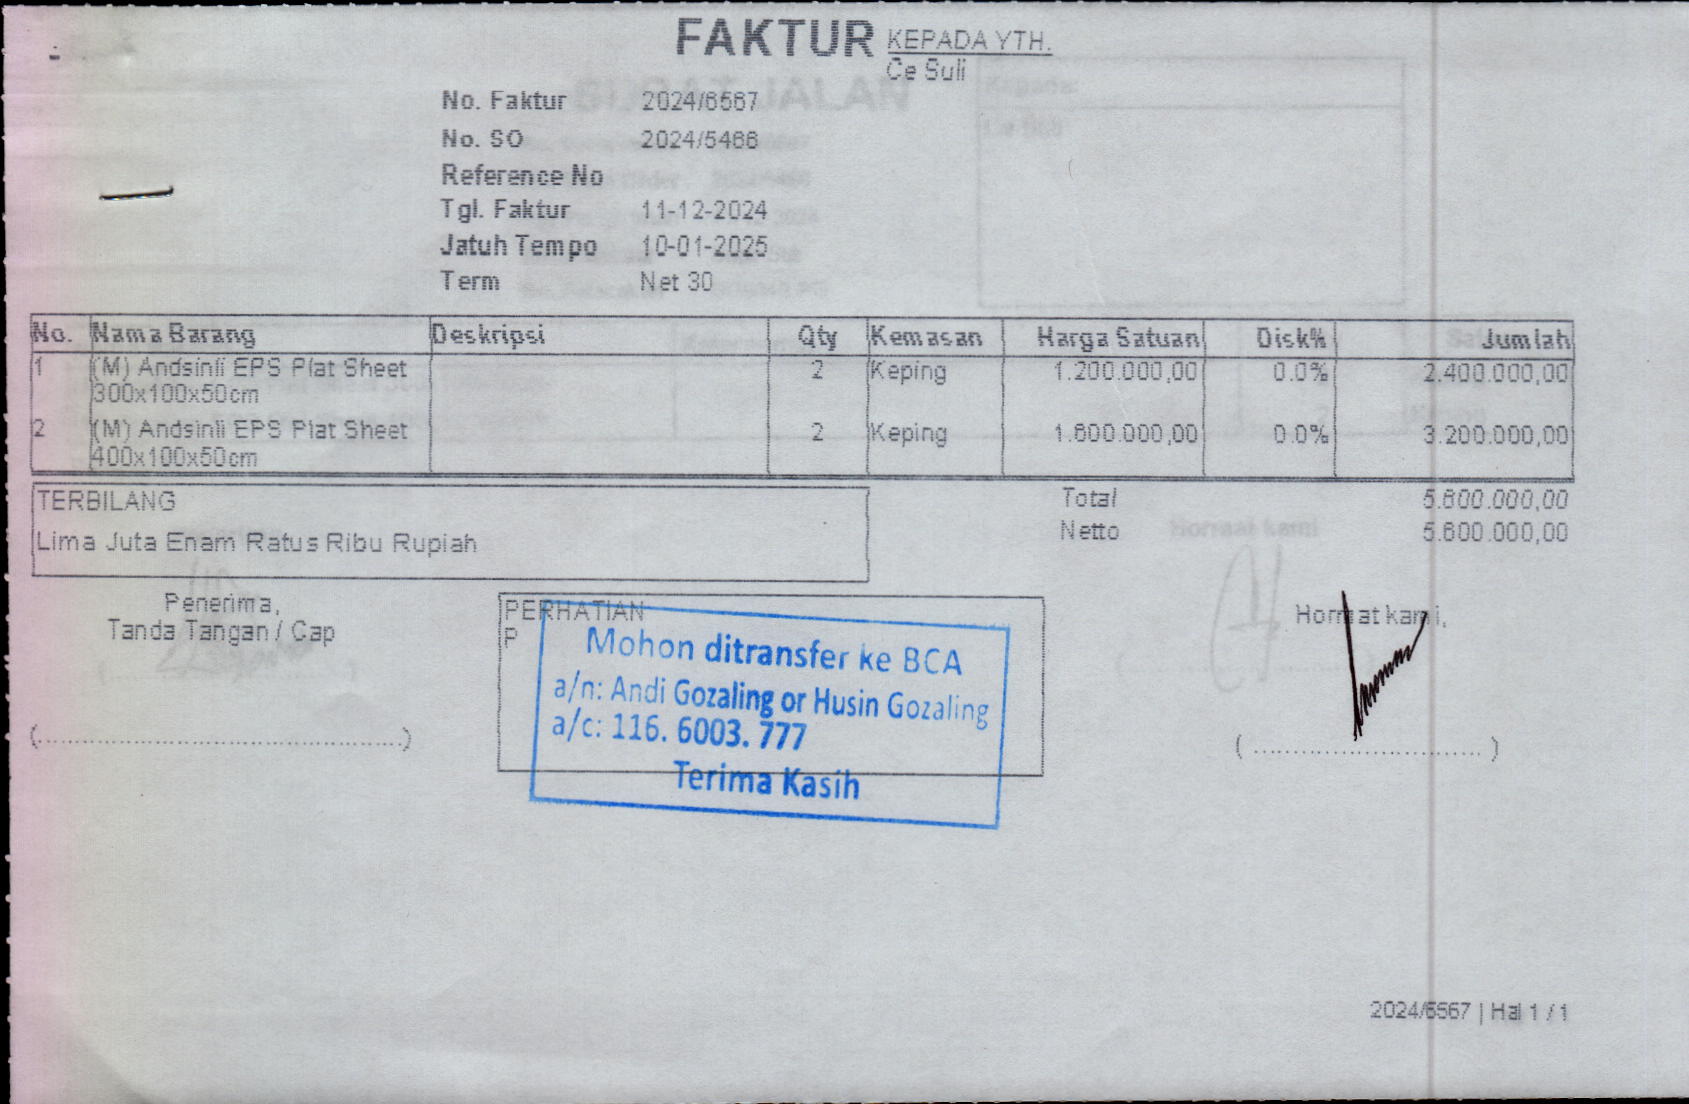 FAKTUR
KEPADA YTH.
Ce Suli
No. Faktur 2024/6567
No. SO 2024/5466
Reference No
Tgl. Faktur 11-12-2024
Jatuh Tempo 10-01-2025
Term Net 30
No. Nama Barang Deskripsi Qty Kemasan Harga Satuan Disk% Jumlah
1 (M) Andsinli EPS Plat Sheet 2 Keping 1.200.000,00 0.0% 2.400.000,00
300x100x50cm
2 (M) Andsinli EPS Plat Sheet 2 Keping 1.600.000,00 0.0% 3.200.000,00
400x100x50cm
TERBILANG
Lima Juta Enam Ratus Ribu Rupiah
Total 5.600.000,00
Netto 5.600.000,00
Penerima,
Tanda Tangan / Cap
(............................................)
PERHATIAN
P
Mohon ditransfer ke BCA
a/n: Andi Gozaling or Husin Gozaling
a/c: 116. 6003. 777
Terima Kasih
Hormat kami,
(............................)
2024/6567 | Hal 1 / 1